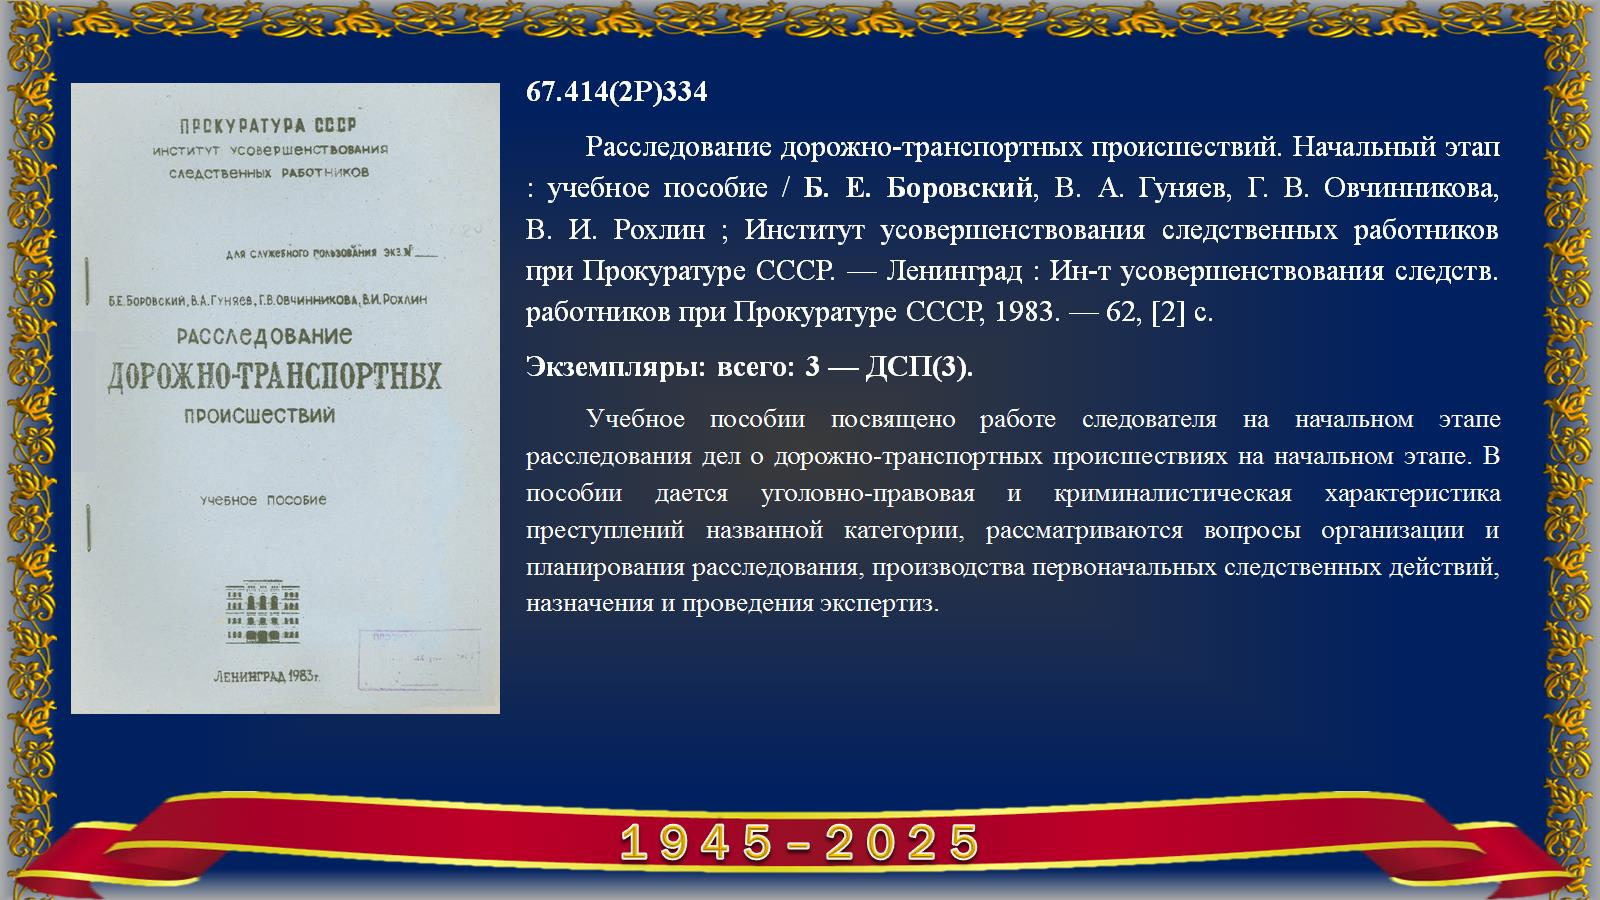 ПРОКУРАТУРА СССР
ИНСТИТУТ УСОВЕРШЕНСТВОВАНИЯ
СЛЕДСТВЕННЫХ РАБОТНИКОВ
ДЛЯ СЛУЖЕБНОГО ПОЛЬЗОВАНИЯ ЭКЗ.№
Б.Е.БОРОВСКИЙ, В.А.ГУНЯЕВ, Г.В.ОВЧИННИКОВА, В.И.РОХЛИН
РАССЛЕДОВАНИЕ
ДОРОЖНО-ТРАНСПОРТНЫХ
ПРОИСШЕСТВИЙ
УЧЕБНОЕ ПОСОБИЕ
ЛЕНИНГРАД 1983г.
67.414(2Р)334
Расследование дорожно-транспортных происшествий. Начальный этап
: учебное пособие / Б. Е. Боровский, В. А. Гуняев, Г. В. Овчинникова,
В. И. Рохлин ; Институт усовершенствования следственных работников
при Прокуратуре СССР. — Ленинград : Ин-т усовершенствования следств.
работников при Прокуратуре СССР, 1983. — 62, [2] с.
Экземпляры: всего: 3 — ДСП(3).
Учебное пособии посвящено работе следователя на начальном этапе
расследования дел о дорожно-транспортных происшествиях на начальном этапе. В
пособии дается уголовно-правовая и криминалистическая характеристика
преступлений названной категории, рассматриваются вопросы организации и
планирования расследования, производства первоначальных следственных действий,
назначения и проведения экспертиз.
1945–2025